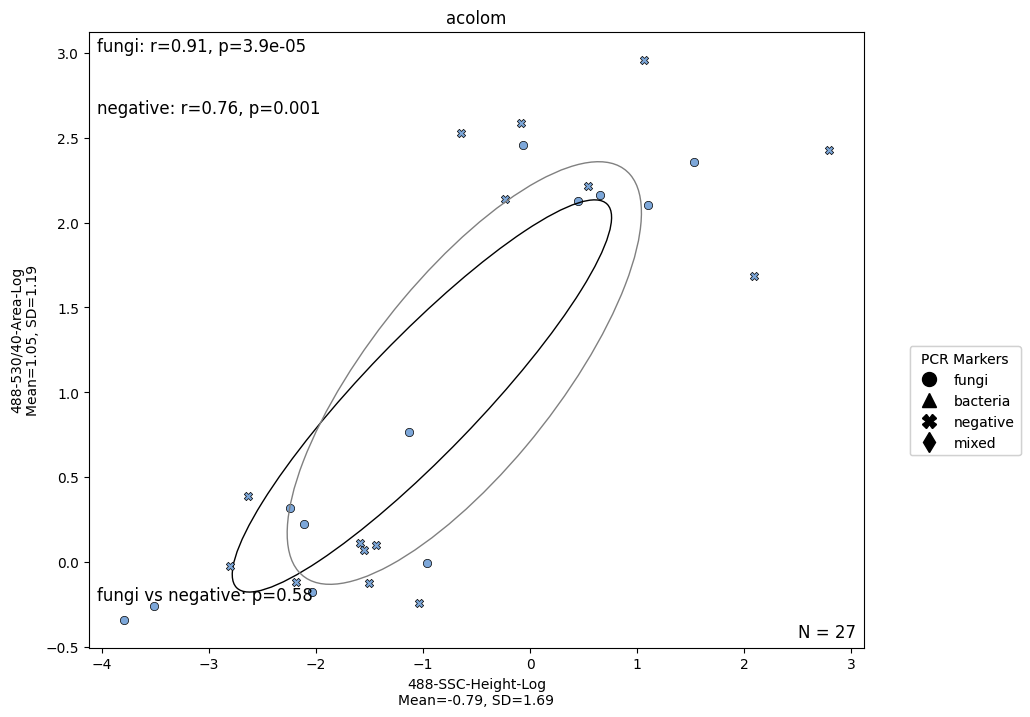 acolom
fungi: r=0.91, p=3.9e-05
negative: r=0.76, p=0.001
fungi vs negative: p=0.58
N = 27
3.0
2.5
2.0
1.5
1.0
0.5
0.0
−0.5
488-530/40-Area-Log
Mean=1.05, SD=1.19
−4 −3 −2 −1 0 1 2 3
488-SSC-Height-Log
Mean=-0.79, SD=1.69
PCR Markers
fungi
bacteria
negative
mixed